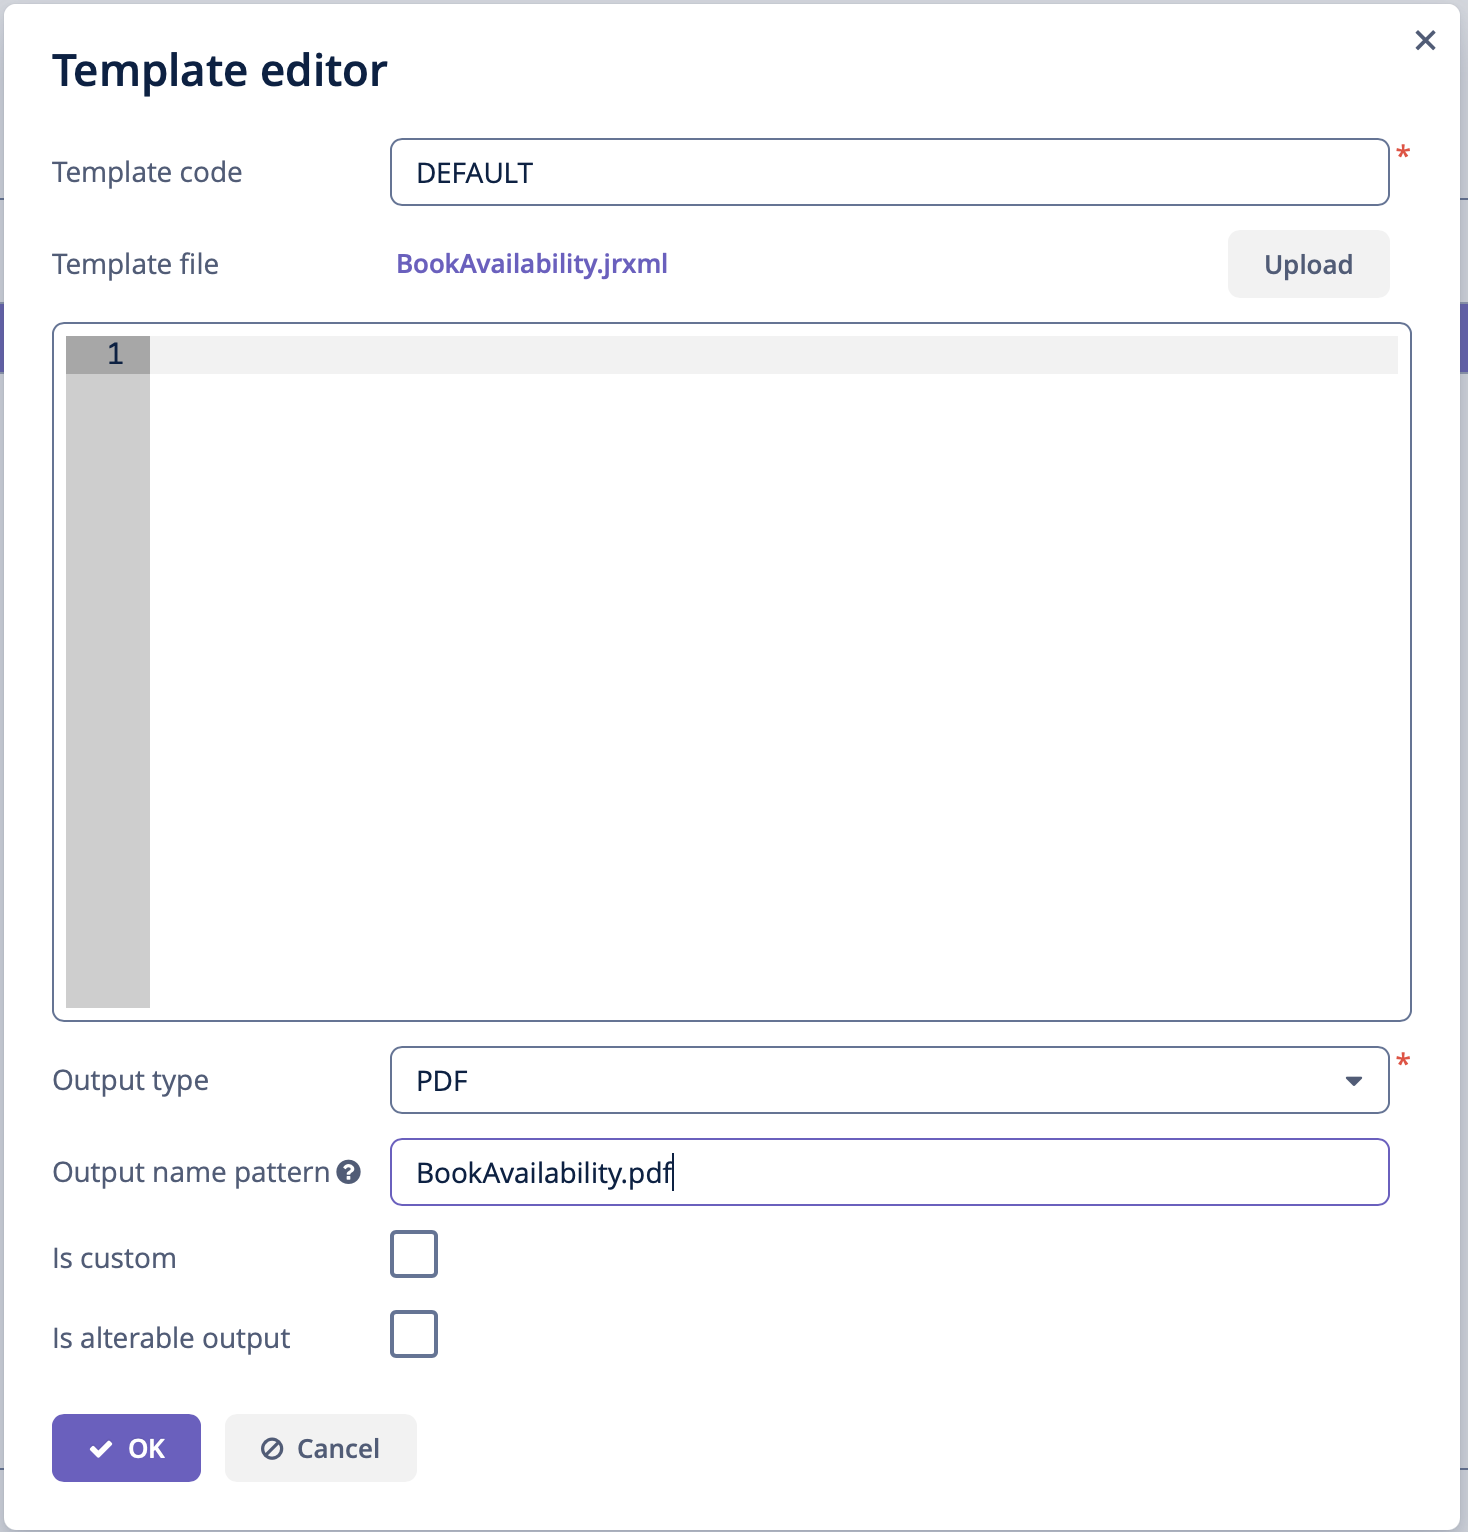 Template editor
Template code DEFAULT *
Template file BookAvailability.jrxml Upload
1
Output type PDF *
Output name pattern ? BookAvailability.pdf
Is custom
Is alterable output
OK Cancel